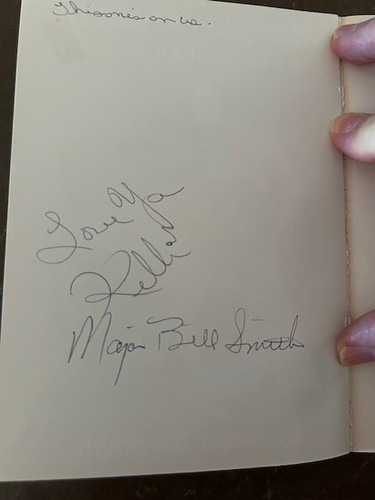 This one's on us.
Love Ya
Kelli
Major Bill Smith